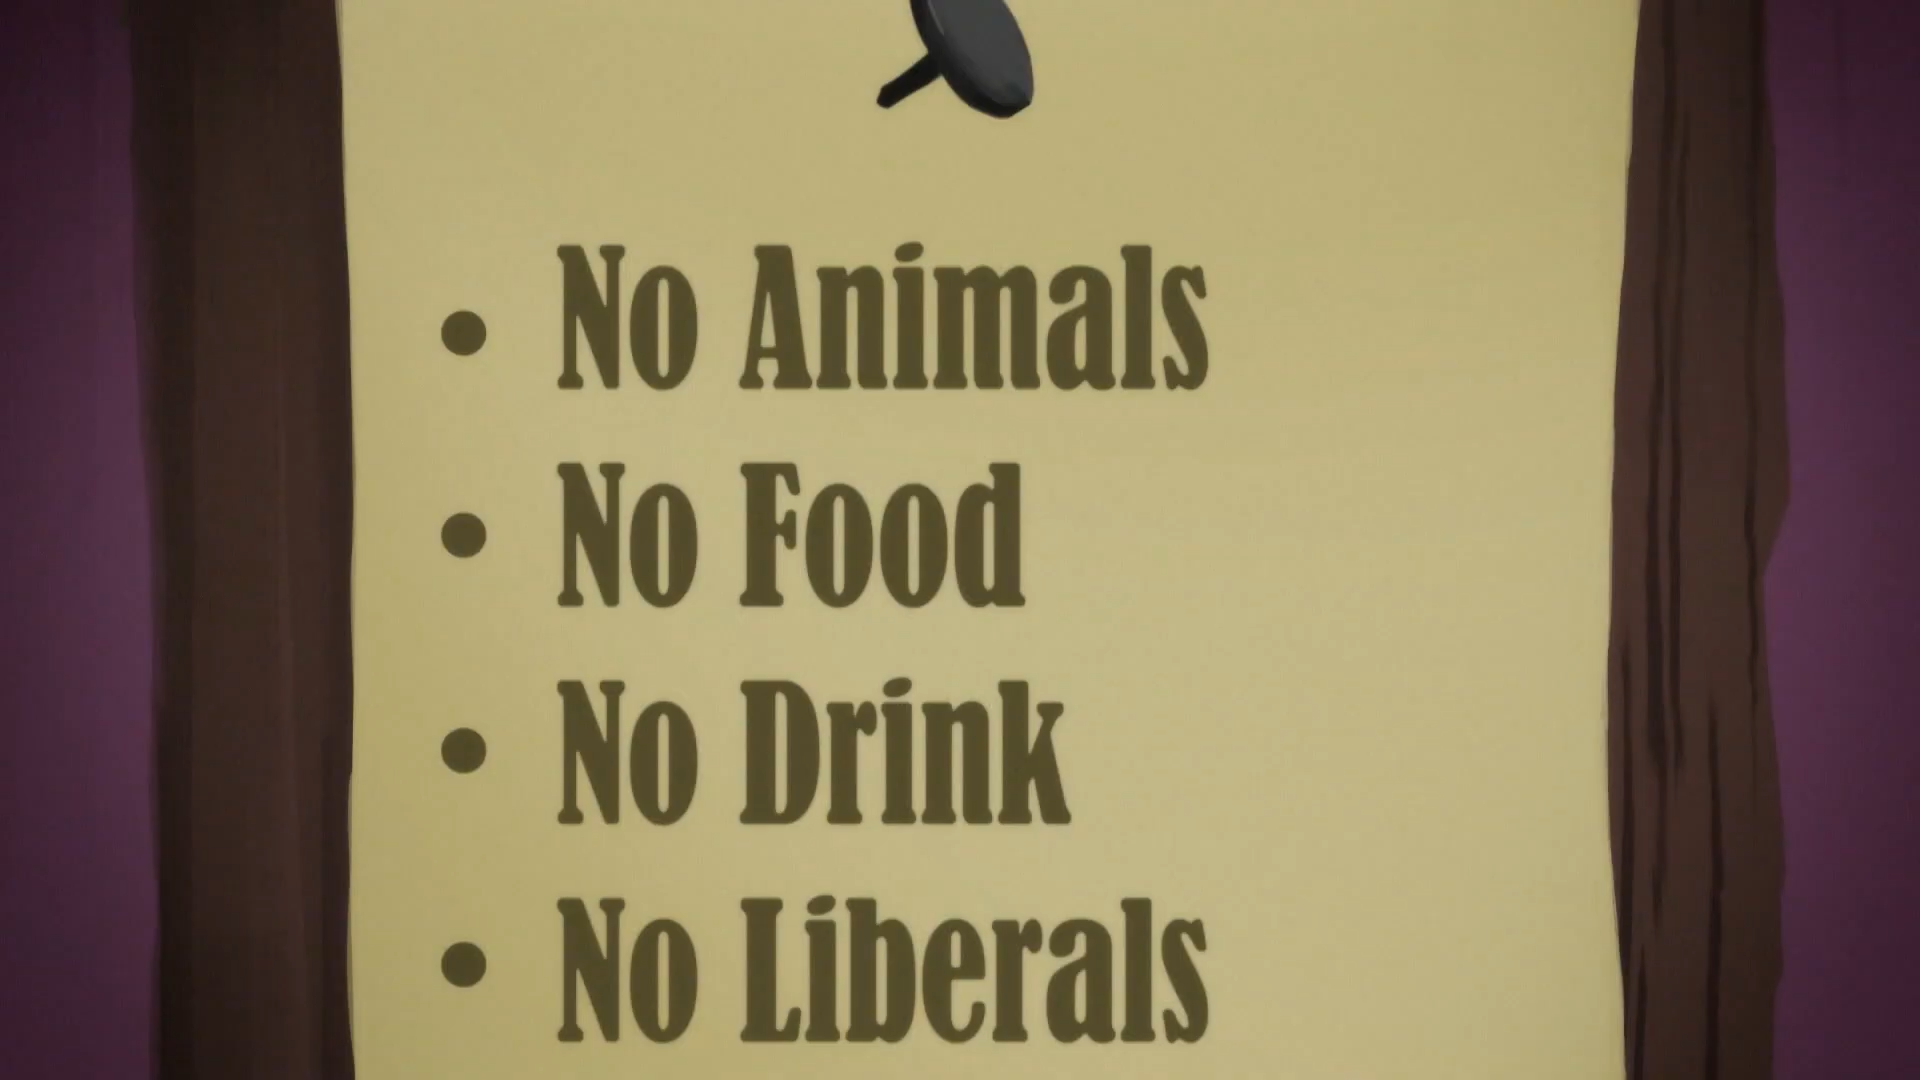 • No Animals
• No Food
• No Drink
• No Liberals